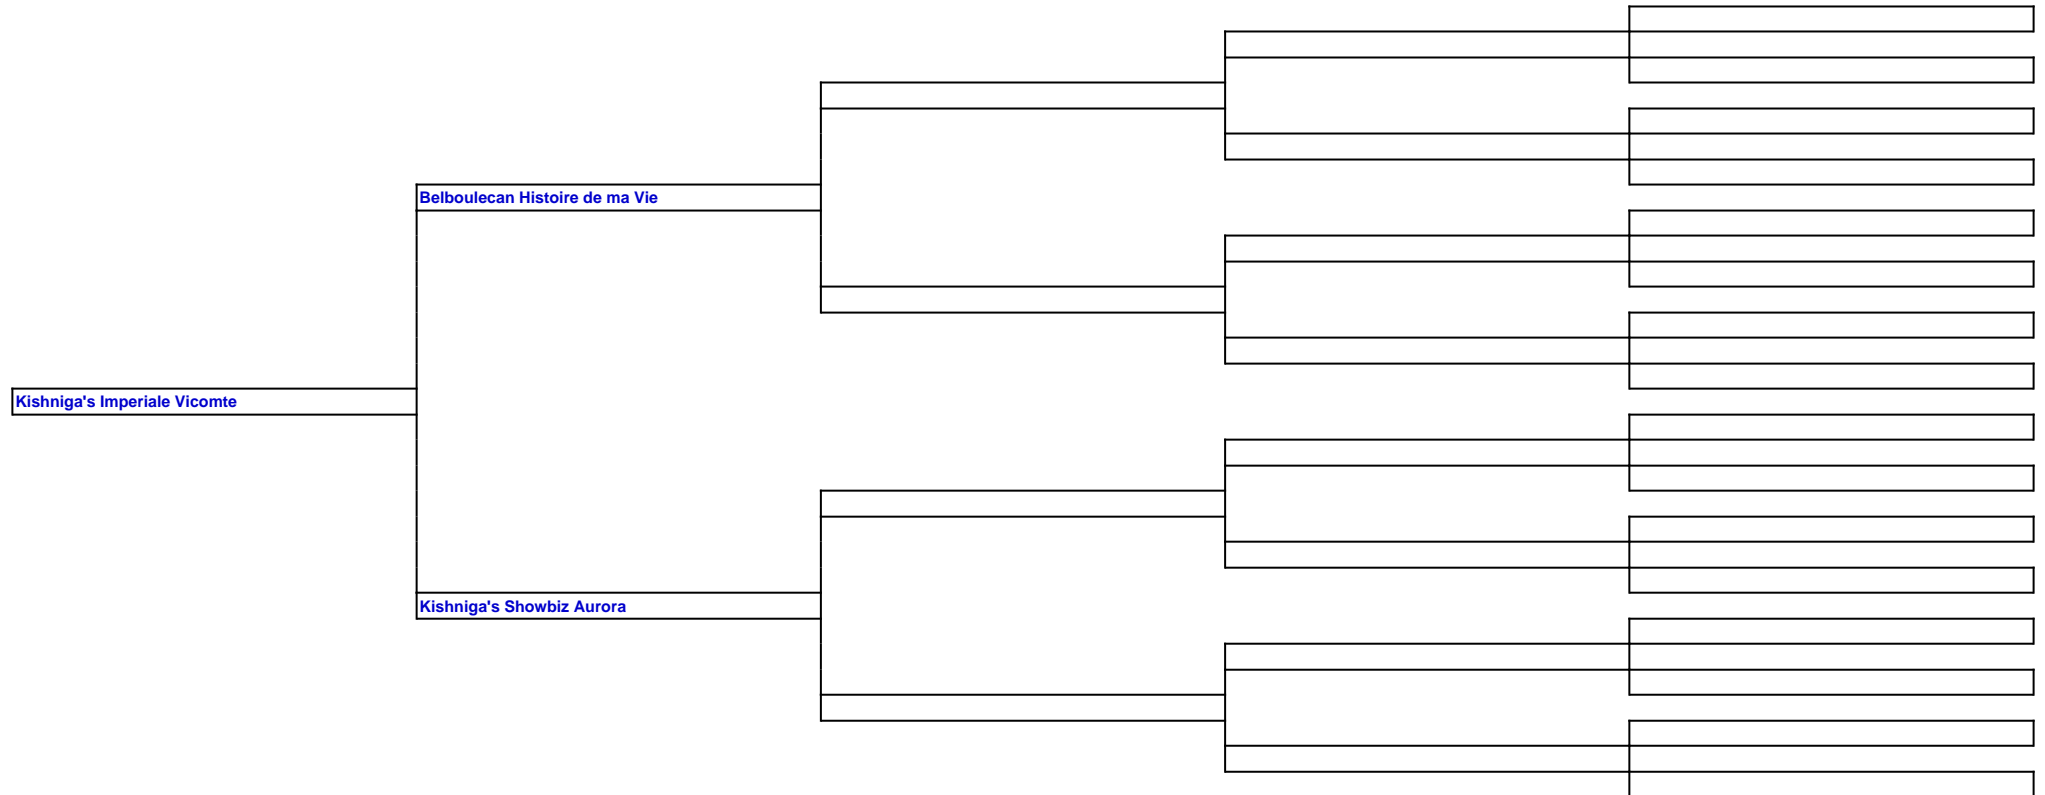 Belboulecan Histoire de ma Vie
Kishniga's Imperiale Vicomte
Kishniga's Showbiz Aurora